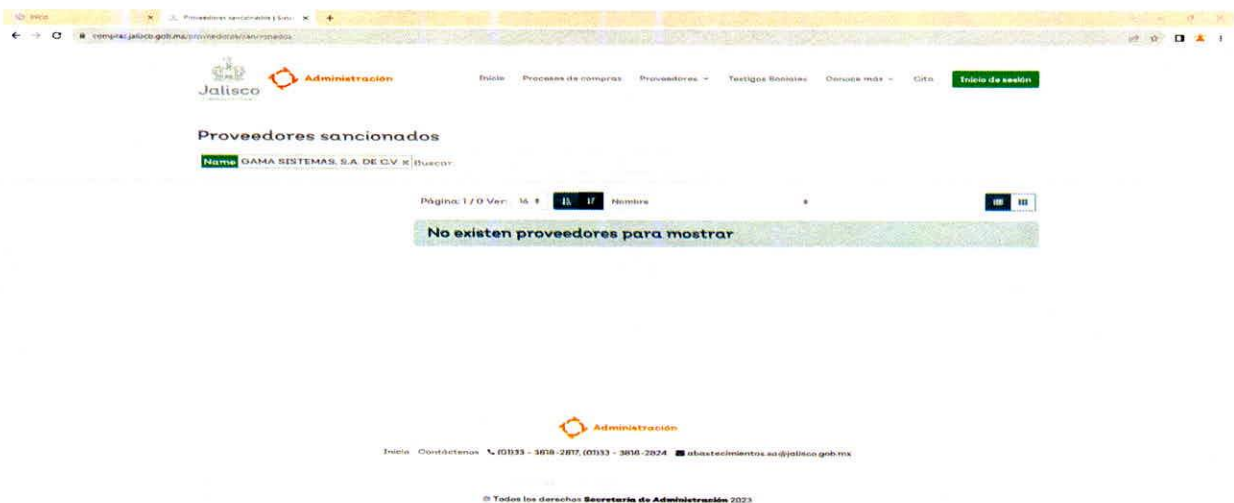 Inicio
Proveedores sancionados |
compras.jalisco.gob.mx/proveedores/sancionados
Jalisco
Administración
Inicio Procesos de compras Proveedores Testigos Sociales Conoce más Cita Inicio de sesión
Proveedores sancionados
Name GAMA SISTEMAS, S.A. DE C.V × Buscar
Página: 1 / 0 Ver: 16 Nombre
No existen proveedores para mostrar
Administración
Inicio Contáctenos (01)33 - 3818-2817, (01)33 - 3818-2824 abastecimientos.sa@jalisco.gob.mx
© Todos los derechos Secretaría de Administración 2023